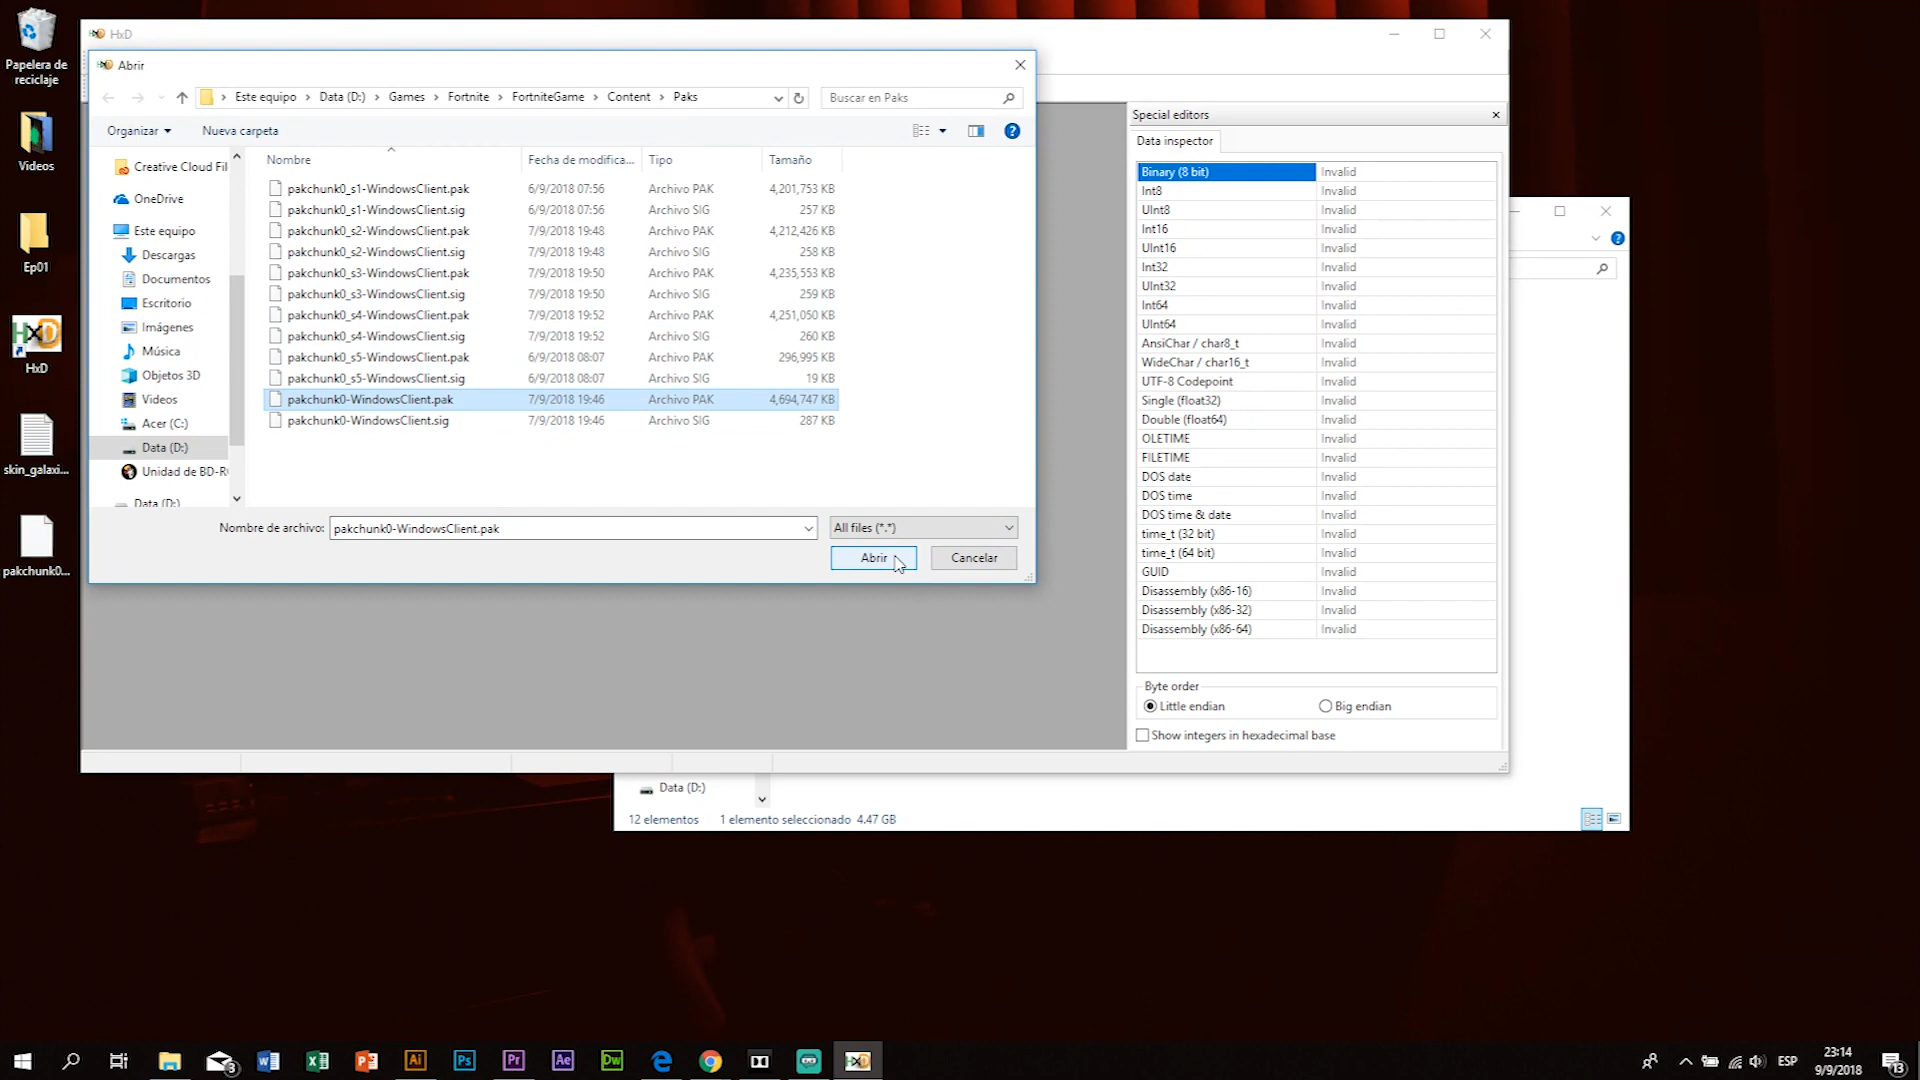 Papelera de
reciclaje
Videos
Ep01
HxD
skin_galaxi...
pakchunk0...
HxD
Abrir
Este equipo > Data (D:) > Games > Fortnite > FortniteGame > Content > Paks
Buscar en Paks
Organizar
Nueva carpeta
Creative Cloud Fil
OneDrive
Este equipo
Descargas
Documentos
Escritorio
Imágenes
Música
Objetos 3D
Videos
Acer (C:)
Data (D:)
Unidad de BD-R
Data (D:)
Nombre Fecha de modifica... Tipo Tamaño
pakchunk0_s1-WindowsClient.pak 6/9/2018 07:56 Archivo PAK 4,201,753 KB
pakchunk0_s1-WindowsClient.sig 6/9/2018 07:56 Archivo SIG 257 KB
pakchunk0_s2-WindowsClient.pak 7/9/2018 19:48 Archivo PAK 4,212,426 KB
pakchunk0_s2-WindowsClient.sig 7/9/2018 19:48 Archivo SIG 258 KB
pakchunk0_s3-WindowsClient.pak 7/9/2018 19:50 Archivo PAK 4,235,553 KB
pakchunk0_s3-WindowsClient.sig 7/9/2018 19:50 Archivo SIG 259 KB
pakchunk0_s4-WindowsClient.pak 7/9/2018 19:52 Archivo PAK 4,251,050 KB
pakchunk0_s4-WindowsClient.sig 7/9/2018 19:52 Archivo SIG 260 KB
pakchunk0_s5-WindowsClient.pak 6/9/2018 08:07 Archivo PAK 296,995 KB
pakchunk0_s5-WindowsClient.sig 6/9/2018 08:07 Archivo SIG 19 KB
pakchunk0-WindowsClient.pak 7/9/2018 19:46 Archivo PAK 4,694,747 KB
pakchunk0-WindowsClient.sig 7/9/2018 19:46 Archivo SIG 287 KB
Nombre de archivo: pakchunk0-WindowsClient.pak
All files (*.*)
Abrir
Cancelar
Special editors
Data inspector
Binary (8 bit) Invalid
Int8 Invalid
UInt8 Invalid
Int16 Invalid
UInt16 Invalid
Int32 Invalid
UInt32 Invalid
Int64 Invalid
UInt64 Invalid
AnsiChar / char8_t Invalid
WideChar / char16_t Invalid
UTF-8 Codepoint Invalid
Single (float32) Invalid
Double (float64) Invalid
OLETIME Invalid
FILETIME Invalid
DOS date Invalid
DOS time Invalid
DOS time & date Invalid
time_t (32 bit) Invalid
time_t (64 bit) Invalid
GUID Invalid
Disassembly (x86-16) Invalid
Disassembly (x86-32) Invalid
Disassembly (x86-64) Invalid
Byte order
Little endian
Big endian
Show integers in hexadecimal base
Data (D:)
12 elementos 1 elemento seleccionado 4.47 GB
3
Ai
Ps
Pr
Ae
Dw
HxD
ESP
23:14
9/9/2018
13